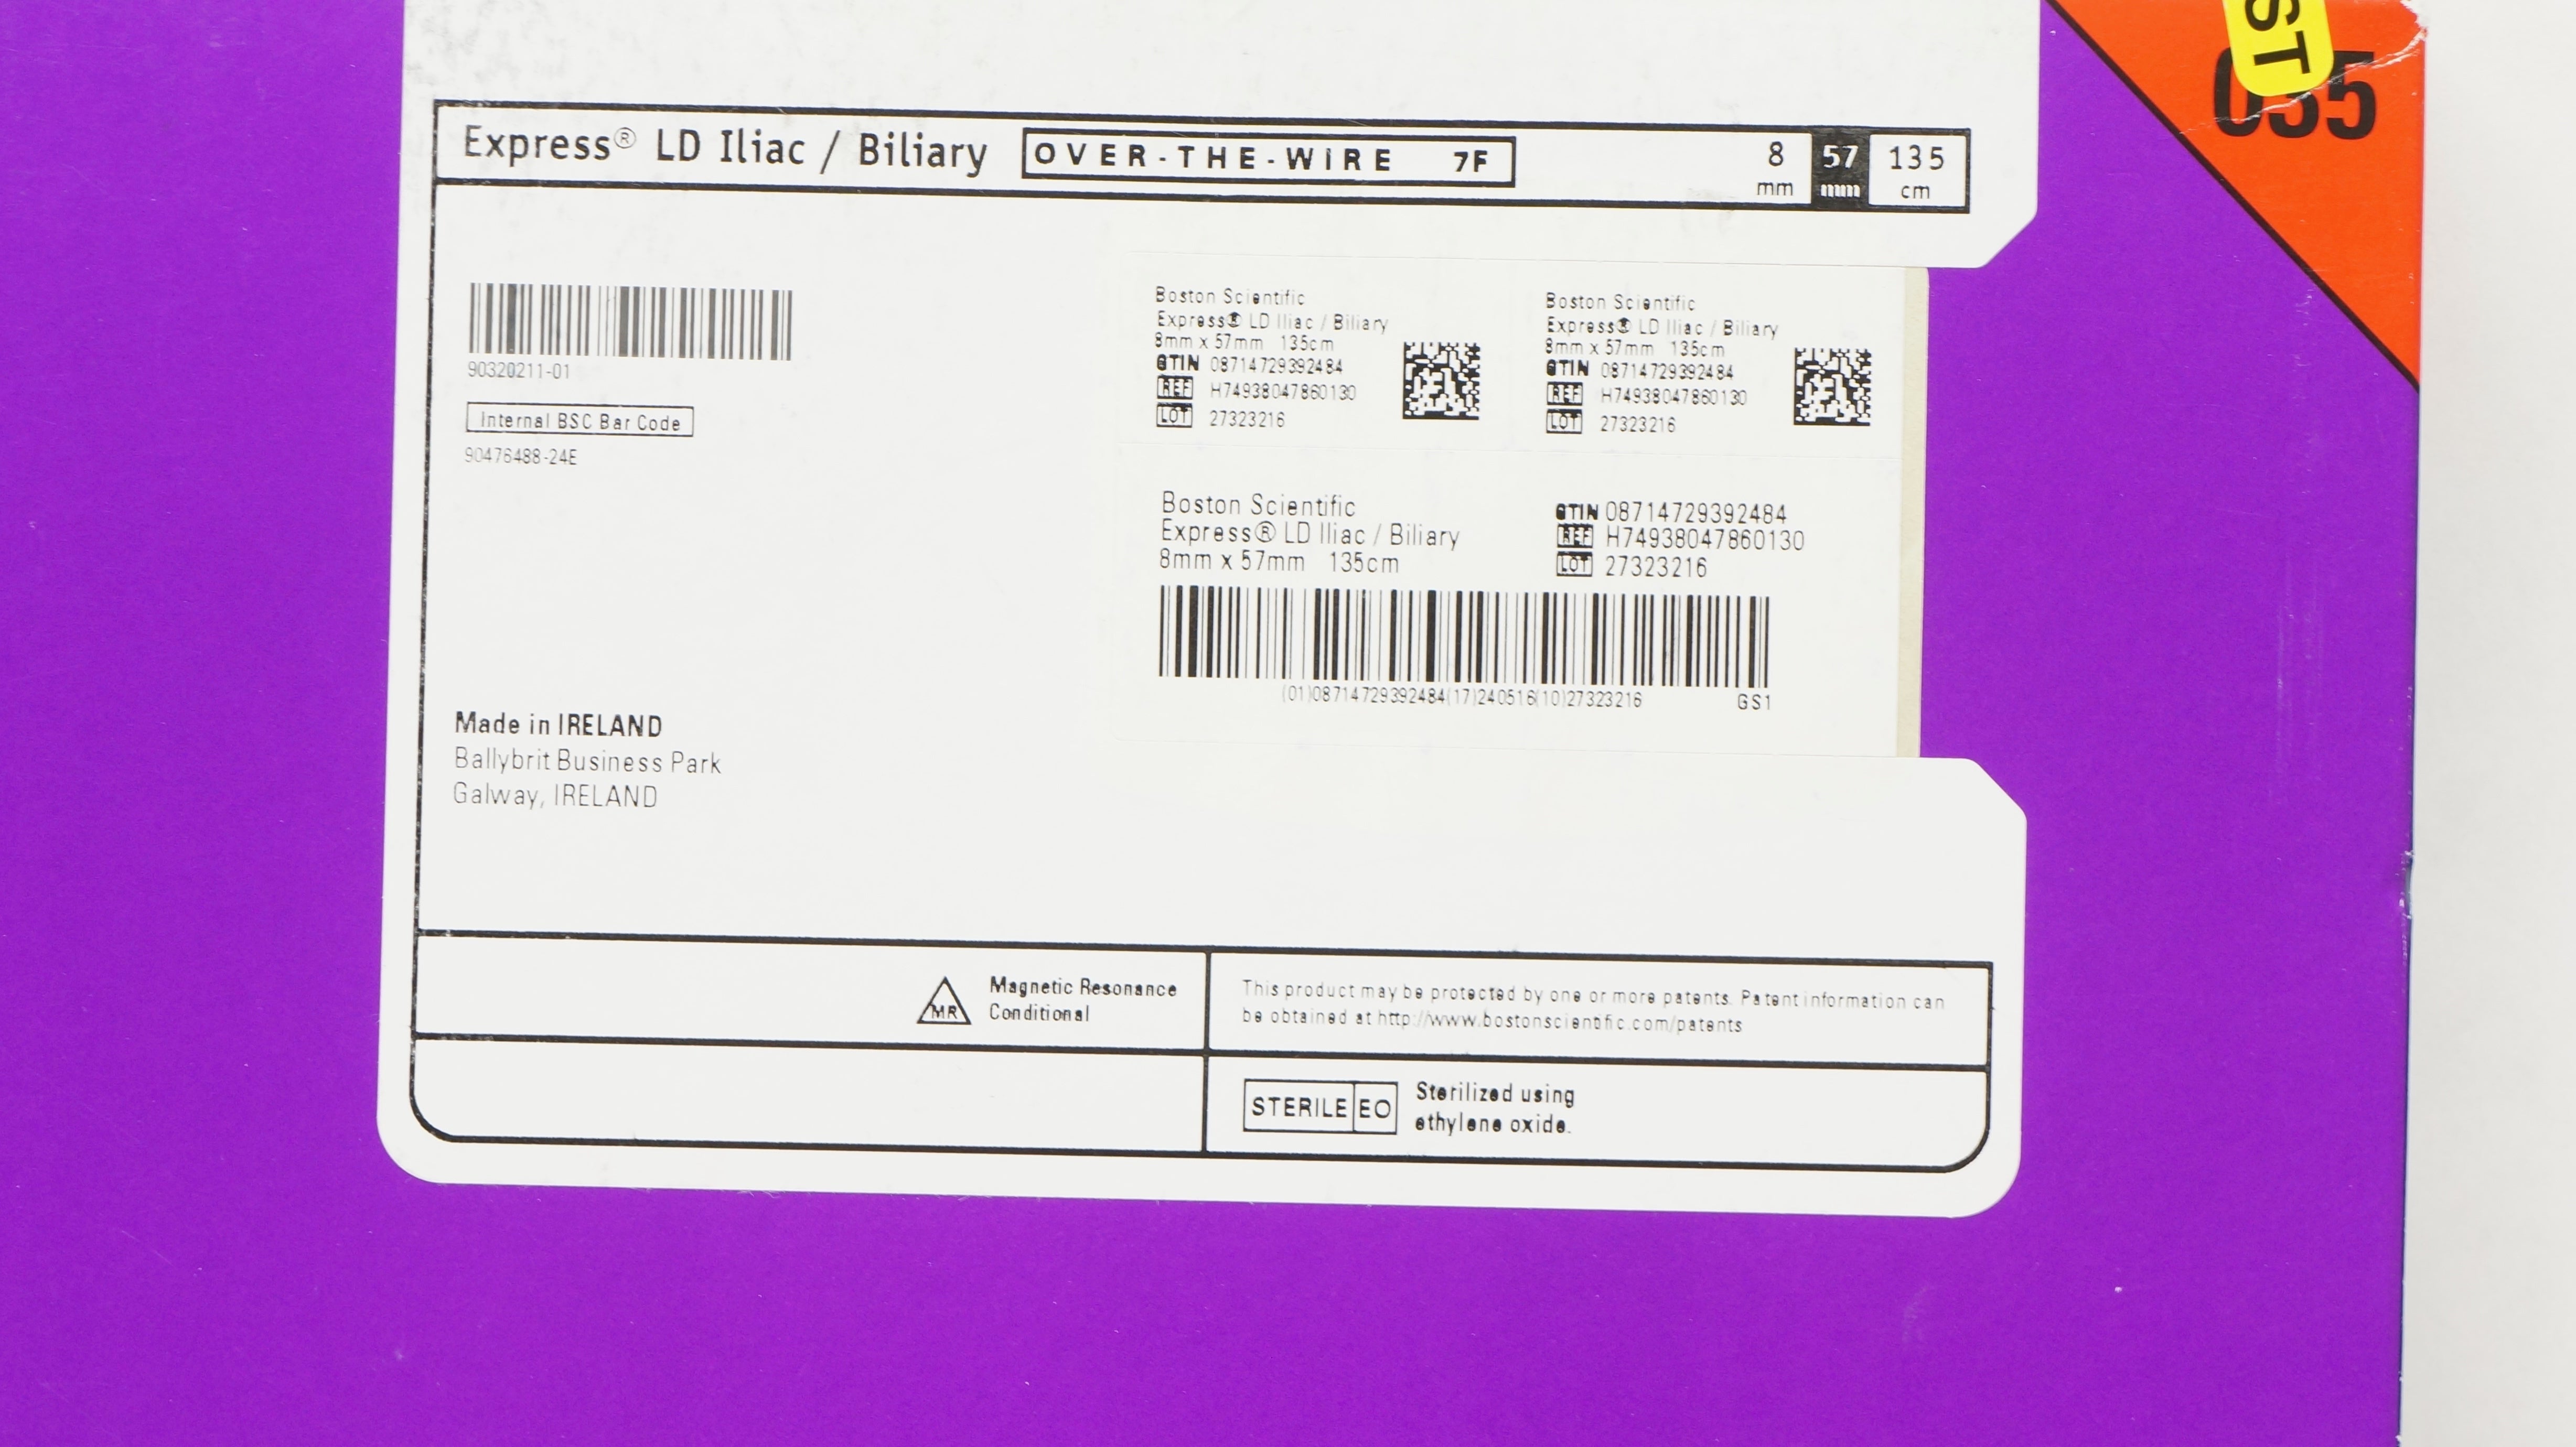 ST
035
Express® LD Iliac / Biliary OVER-THE-WIRE 7F 8 mm 57 mm 135 cm
90320211-01
Internal BSC Bar Code
90476488-24E
Boston Scientific
Express® LD Iliac / Biliary
8mm x 57mm 135cm
GTIN 08714729392484
REF H74938047860130
LOT 27323216
Boston Scientific
Express® LD Iliac / Biliary
8mm x 57mm 135cm
GTIN 08714729392484
REF H74938047860130
LOT 27323216
Boston Scientific
Express® LD Iliac / Biliary
8mm x 57mm 135cm
GTIN 08714729392484
REF H74938047860130
LOT 27323216
(01)08714729392484(17)240516(10)27323216 GS1
Made in IRELAND
Ballybrit Business Park
Galway, IRELAND
MR
Magnetic Resonance
Conditional
This product may be protected by one or more patents. Patent information can
be obtained at http://www.bostonscientific.com/patents
STERILE EO
Sterilized using
ethylene oxide.